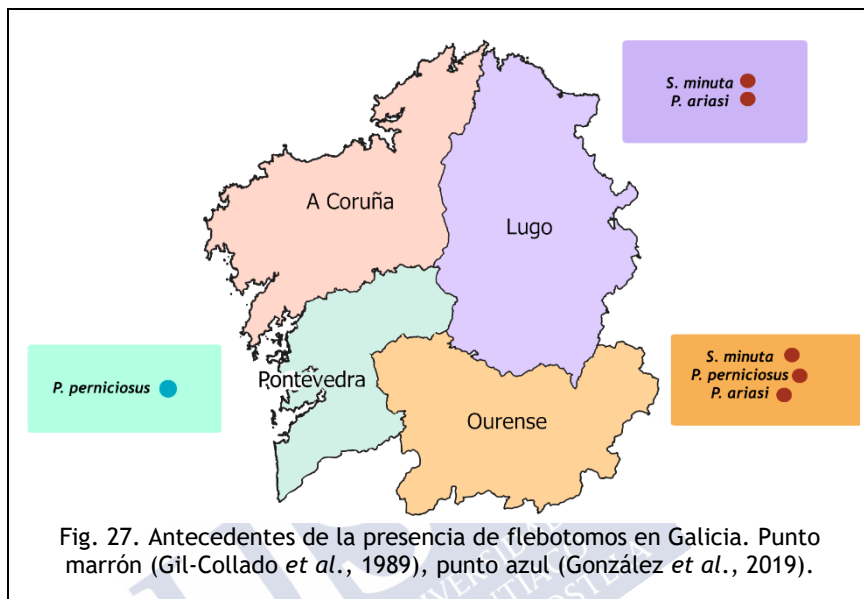 S. minuta
P. ariasi
A Coruña
Lugo
P. perniciosus
Pontevedra
S. minuta
P. perniciosus
P. ariasi
Ourense
Fig. 27. Antecedentes de la presencia de flebotomos en Galicia. Punto
marrón (Gil-Collado et al., 1989), punto azul (González et al., 2019).
UNIVERSIDAD